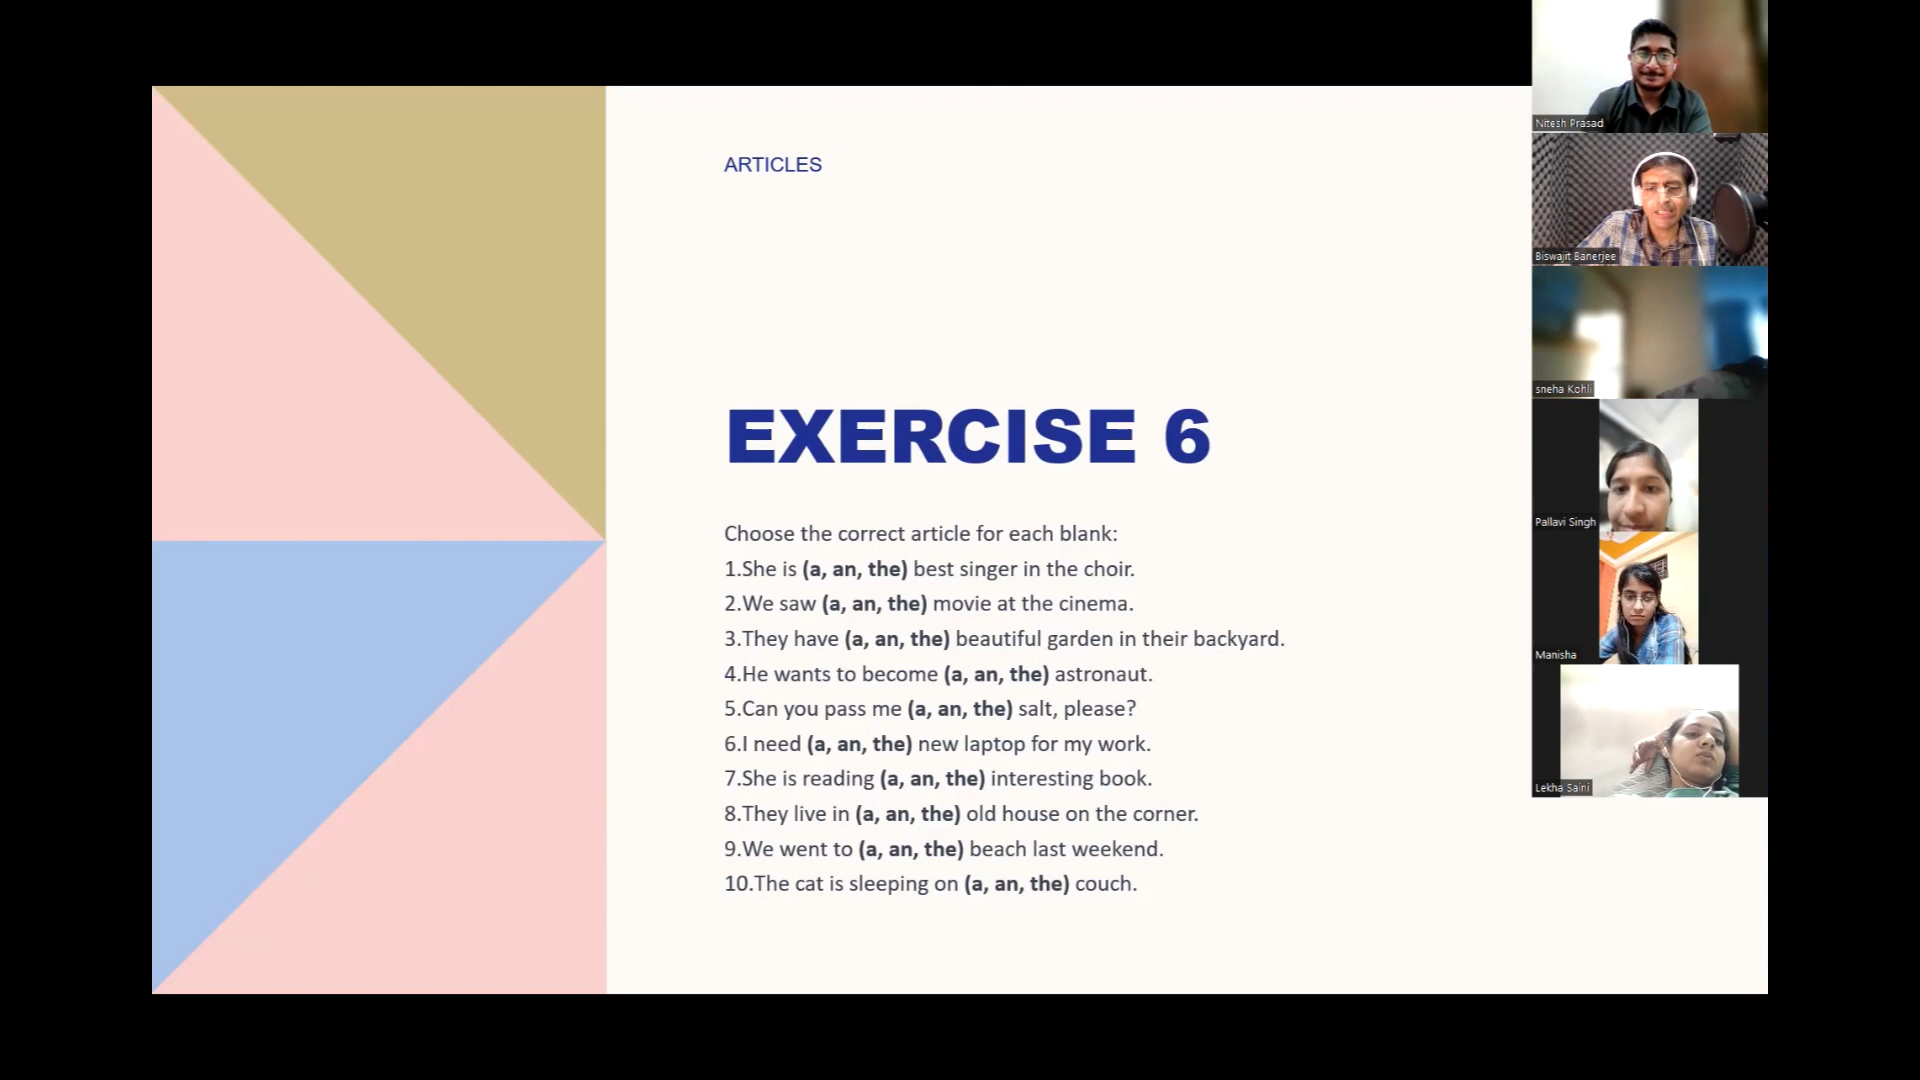 ARTICLES
EXERCISE 6
Choose the correct article for each blank:
1.She is (a, an, the) best singer in the choir.
2.We saw (a, an, the) movie at the cinema.
3.They have (a, an, the) beautiful garden in their backyard.
4.He wants to become (a, an, the) astronaut.
5.Can you pass me (a, an, the) salt, please?
6.I need (a, an, the) new laptop for my work.
7.She is reading (a, an, the) interesting book.
8.They live in (a, an, the) old house on the corner.
9.We went to (a, an, the) beach last weekend.
10.The cat is sleeping on (a, an, the) couch.
Nitesh Prasad
Biswajit Banerjee
sneha Kohli
Pallavi Singh
Manisha
Lekha Saini